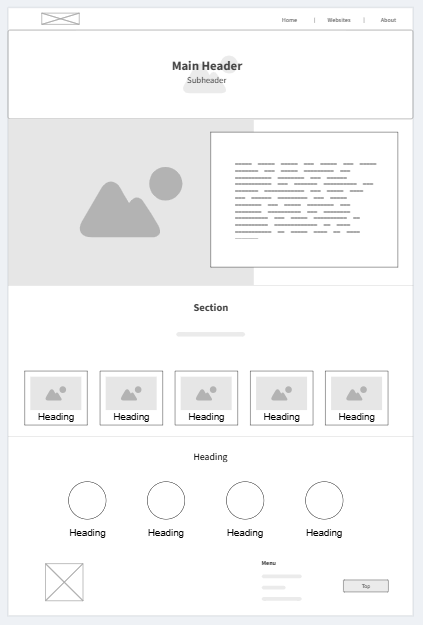 Home | Websites | About
Main Header
Subheader
Section
Heading Heading Heading Heading Heading
Heading
Heading Heading Heading Heading
Menu
Top